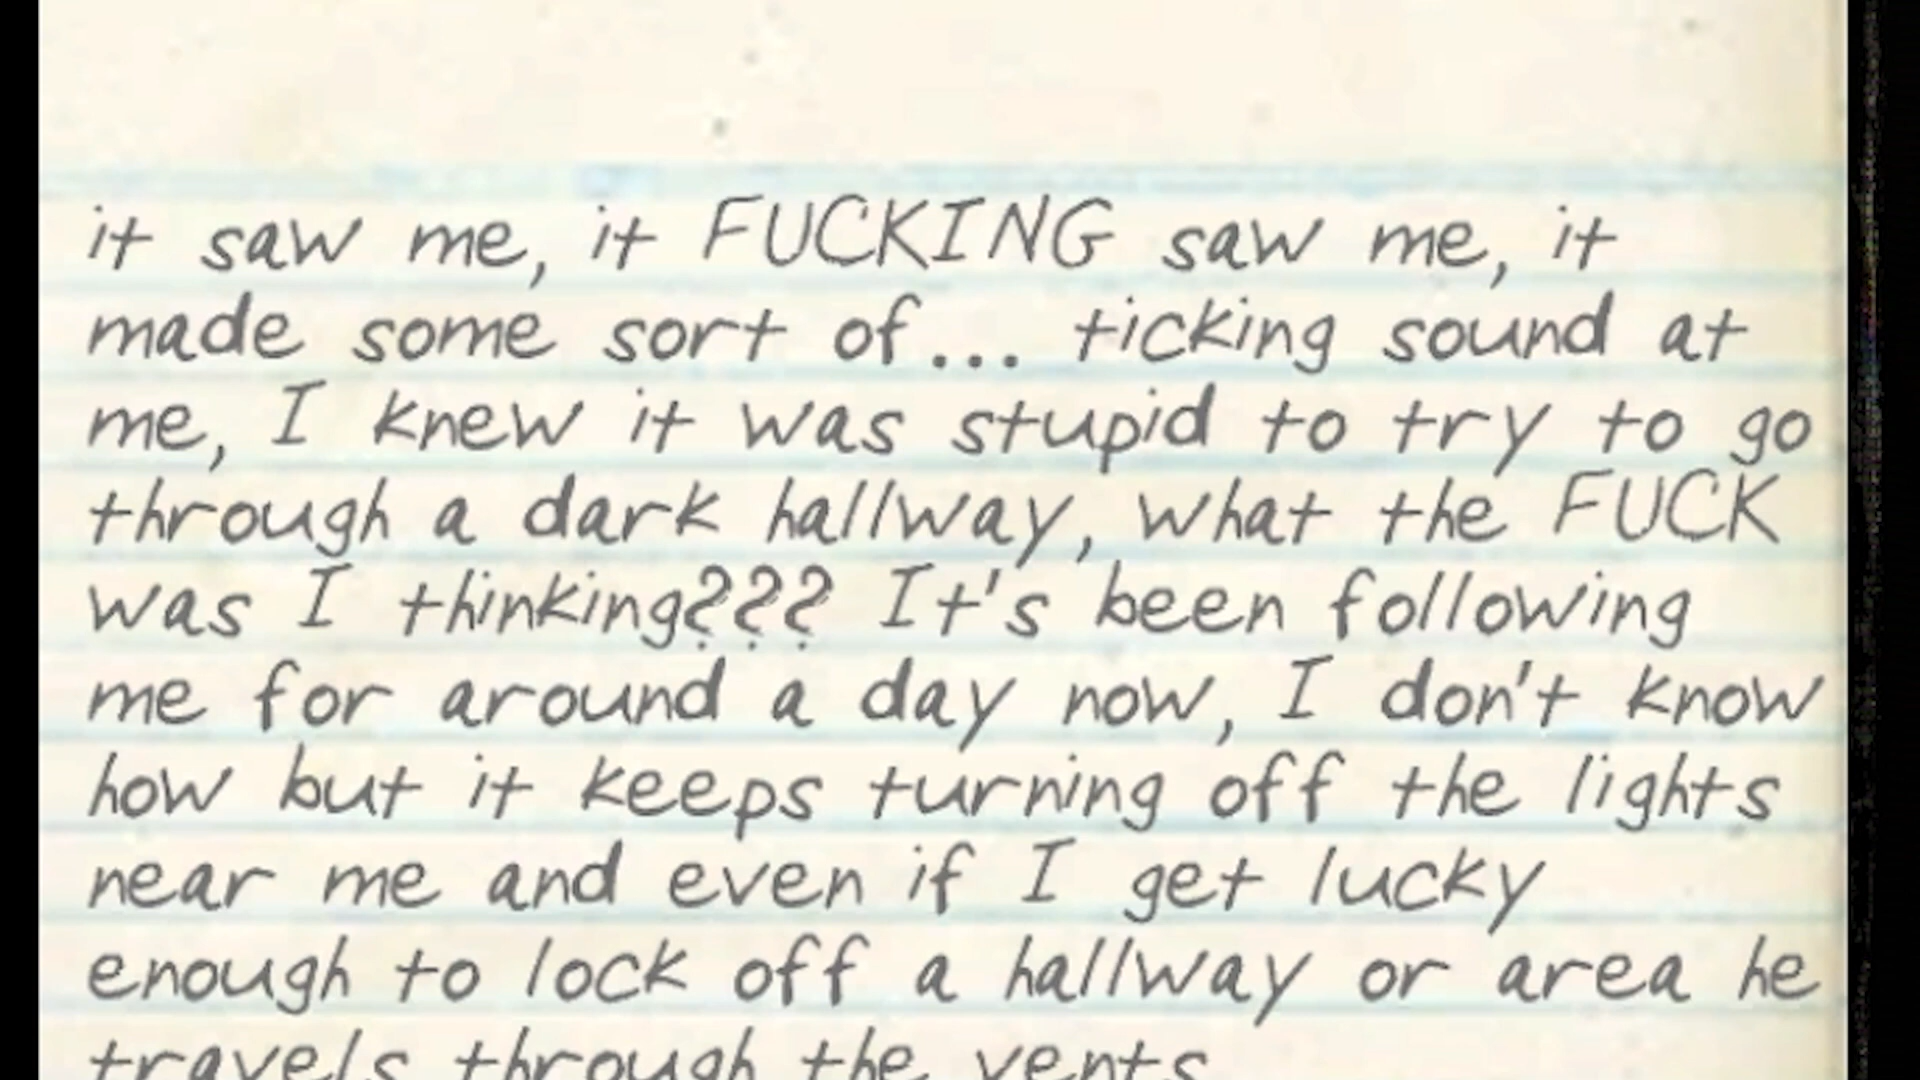 it saw me, it FUCKING saw me, it
made some sort of... ticking sound at
me, I knew it was stupid to try to go
through a dark hallway, what the FUCK
was I thinking??? It's been following
me for around a day now, I don't know
how but it keeps turning off the lights
near me and even if I get lucky
enough to lock off a hallway or area he
travels through the vents